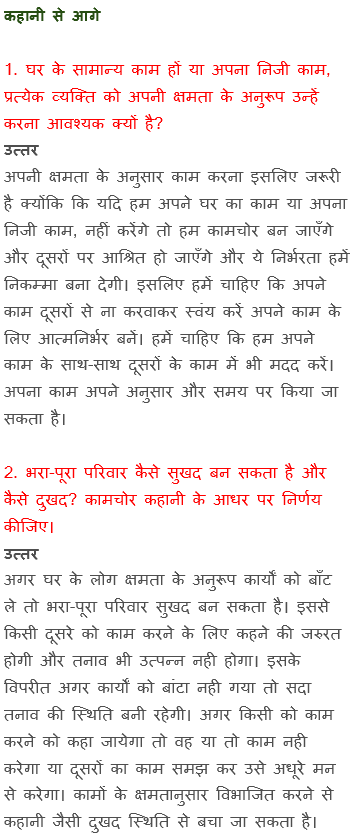 कहानी से आगे
1. घर के सामान्य काम हों या अपना निजी काम,
प्रत्येक व्यक्ति को अपनी क्षमता के अनुरूप उन्हें
करना आवश्यक क्यों है?
उत्तर
अपनी क्षमता के अनुसार काम करना इसलिए जरूरी
है क्योंकि कि यदि हम अपने घर का काम या अपना
निजी काम, नहीं करेंगे तो हम कामचोर बन जाएँगे
और दूसरों पर आश्रित हो जाएँगे और ये निर्भरता हमें
निकम्मा बना देगी। इसलिए हमें चाहिए कि अपने
काम दूसरों से ना करवाकर स्वंय करें अपने काम के
लिए आत्मनिर्भर बनें। हमें चाहिए कि हम अपने
काम के साथ-साथ दूसरों के काम में भी मदद करें।
अपना काम अपने अनुसार और समय पर किया जा
सकता है।
2. भरा-पूरा परिवार कैसे सुखद बन सकता है और
कैसे दुखद? कामचोर कहानी के आधर पर निर्णय
कीजिए।
उत्तर
अगर घर के लोग क्षमता के अनुरूप कार्यों को बाँट
ले तो भरा-पूरा परिवार सुखद बन सकता है। इससे
किसी दूसरे को काम करने के लिए कहने की जरुरत
होगी और तनाव भी उत्पन्न नही होगा। इसके
विपरीत अगर कार्यों को बांटा नही गया तो सदा
तनाव की स्थिति बनी रहेगी। अगर किसी को काम
करने को कहा जायेगा तो वह या तो काम नही
करेगा या दूसरों का काम समझ कर उसे अधूरे मन
से करेगा। कामों के क्षमतानुसार विभाजित करने से
कहानी जैसी दुखद स्थिति से बचा जा सकता है।